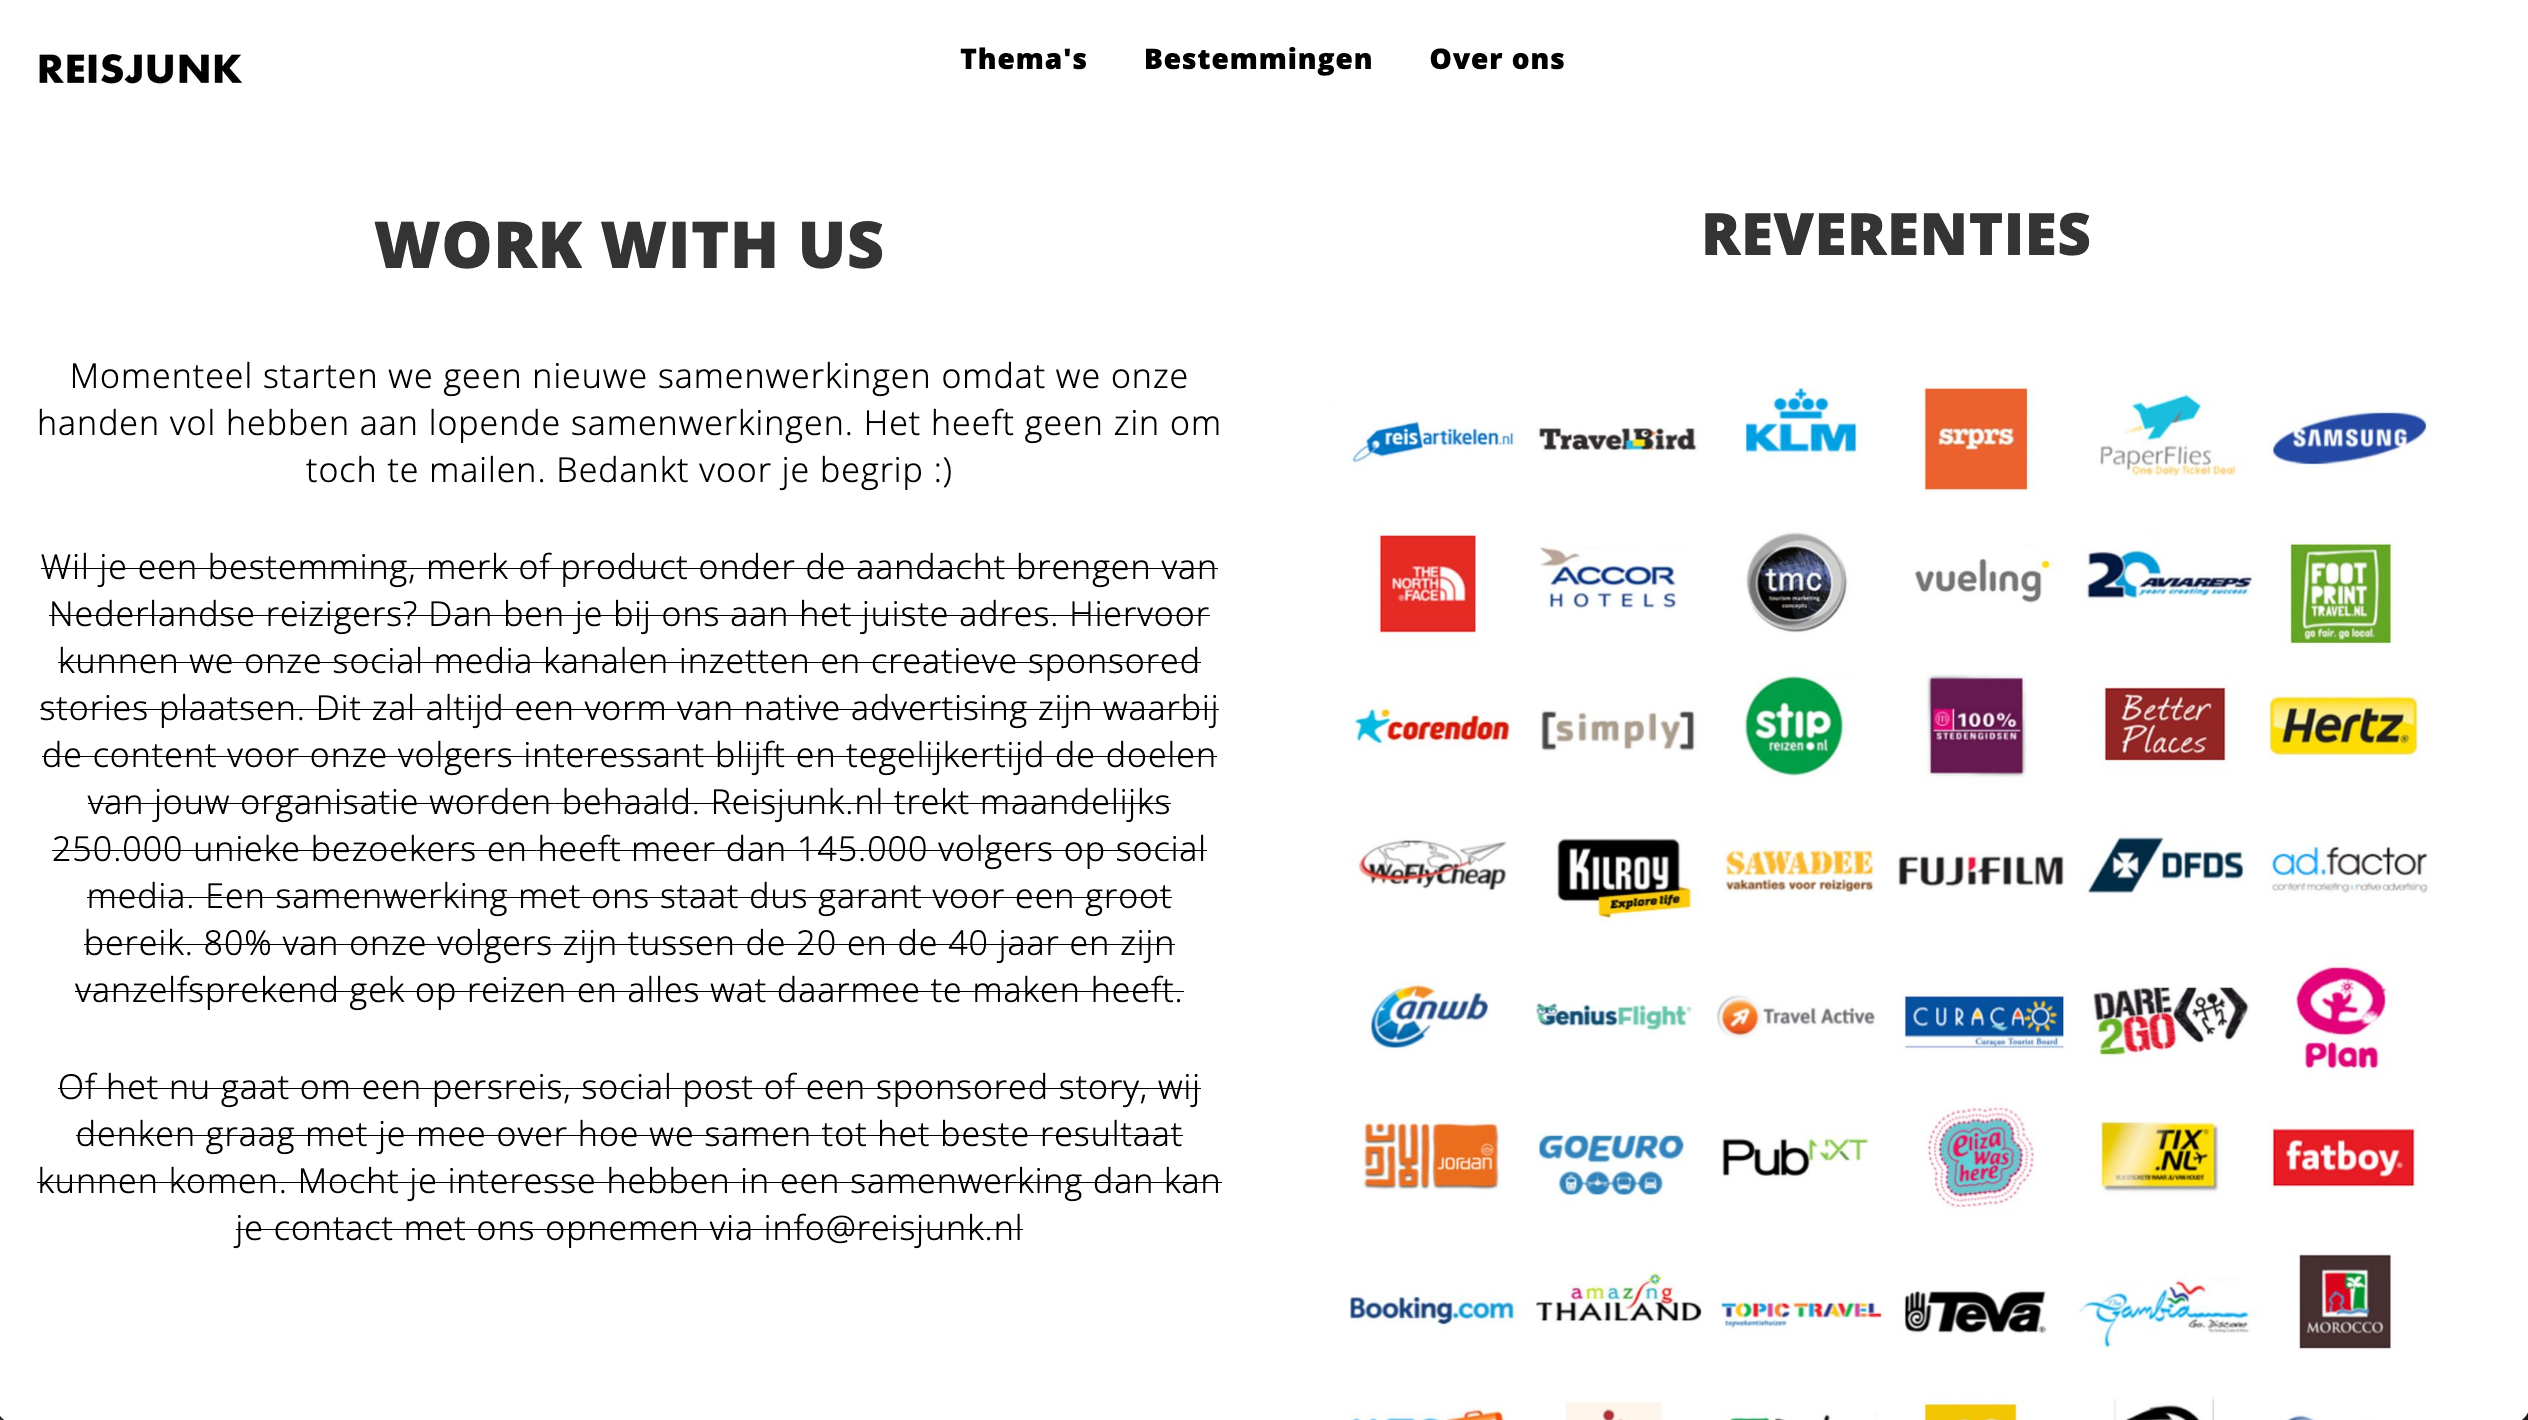 REISJUNK
Thema's Bestemmingen Over ons
WORK WITH US
Momenteel starten we geen nieuwe samenwerkingen omdat we onze
handen vol hebben aan lopende samenwerkingen. Het heeft geen zin om
toch te mailen. Bedankt voor je begrip :)
Wil je een bestemming, merk of product onder de aandacht brengen van
Nederlandse reizigers? Dan ben je bij ons aan het juiste adres. Hiervoor
kunnen we onze social media kanalen inzetten en creatieve sponsored
stories plaatsen. Dit zal altijd een vorm van native advertising zijn waarbij
de content voor onze volgers interessant blijft en tegelijkertijd de doelen
van jouw organisatie worden behaald. Reisjunk.nl trekt maandelijks
250.000 unieke bezoekers en heeft meer dan 145.000 volgers op social
media. Een samenwerking met ons staat dus garant voor een groot
bereik. 80% van onze volgers zijn tussen de 20 en de 40 jaar en zijn
vanzelfsprekend gek op reizen en alles wat daarmee te maken heeft.
Of het nu gaat om een persreis, social post of een sponsored story, wij
denken graag met je mee over hoe we samen tot het beste resultaat
kunnen komen. Mocht je interesse hebben in een samenwerking dan kan
je contact met ons opnemen via info@reisjunk.nl
REVERENTIES
reisartikelen.nl
TravelBird
KLM
srprs
PaperFlies
One Daily Ticket Deal
SAMSUNG
THE
NORTH
FACE
ACCOR
HOTELS
tmc
tourism marketing
concepts
vueling
20 AVIAREPS
years creating success
FOOT
PRINT
TRAVEL.NL
go fair. go local.
corendon
[simply]
stip
reizen.nl
m 100%
STEDENGIDSEN
Better
Places
Hertz
WeFlyCheap
KILROY
Explore life
SAWADEE
vakanties voor reizigers
FUJIFILM
DFDS
ad.factor
content marketing x native advertising
anwb
GeniusFlight
Travel Active
CURAÇAO
Curaçao Tourist Board
DARE
2GO
Plan
Jordan
GOEURO
PubNXT
eliza
was
here
TIX
.NL
fatboy
Booking.com
amazing
THAILAND
TOPIC TRAVEL
topvakantiehuizen
Teva
The Gambia
Go. Discover
MOROCCO